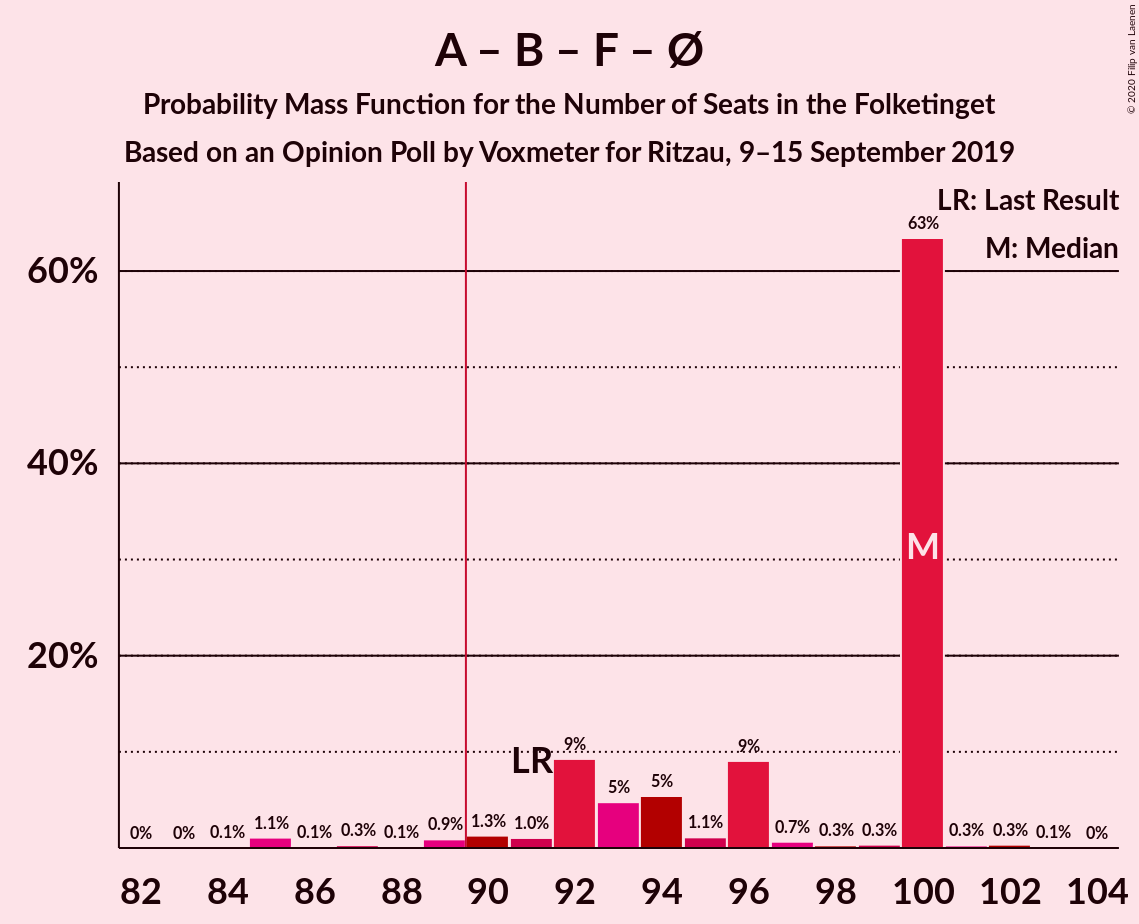 A – B – F – Ø
Probability Mass Function for the Number of Seats in the Folketinget
Based on an Opinion Poll by Voxmeter for Ritzau, 9–15 September 2019
© 2020 Filip van Laenen
LR: Last Result
M: Median
60%
40%
20%
0% 0% 0.1% 1.1% 0.1% 0.3% 0.1% 0.9% 1.3% 1.0% 9% 5% 5% 1.1% 9% 0.7% 0.3% 0.3% 63% 0.3% 0.3% 0.1% 0%
LR
M
82 84 86 88 90 92 94 96 98 100 102 104